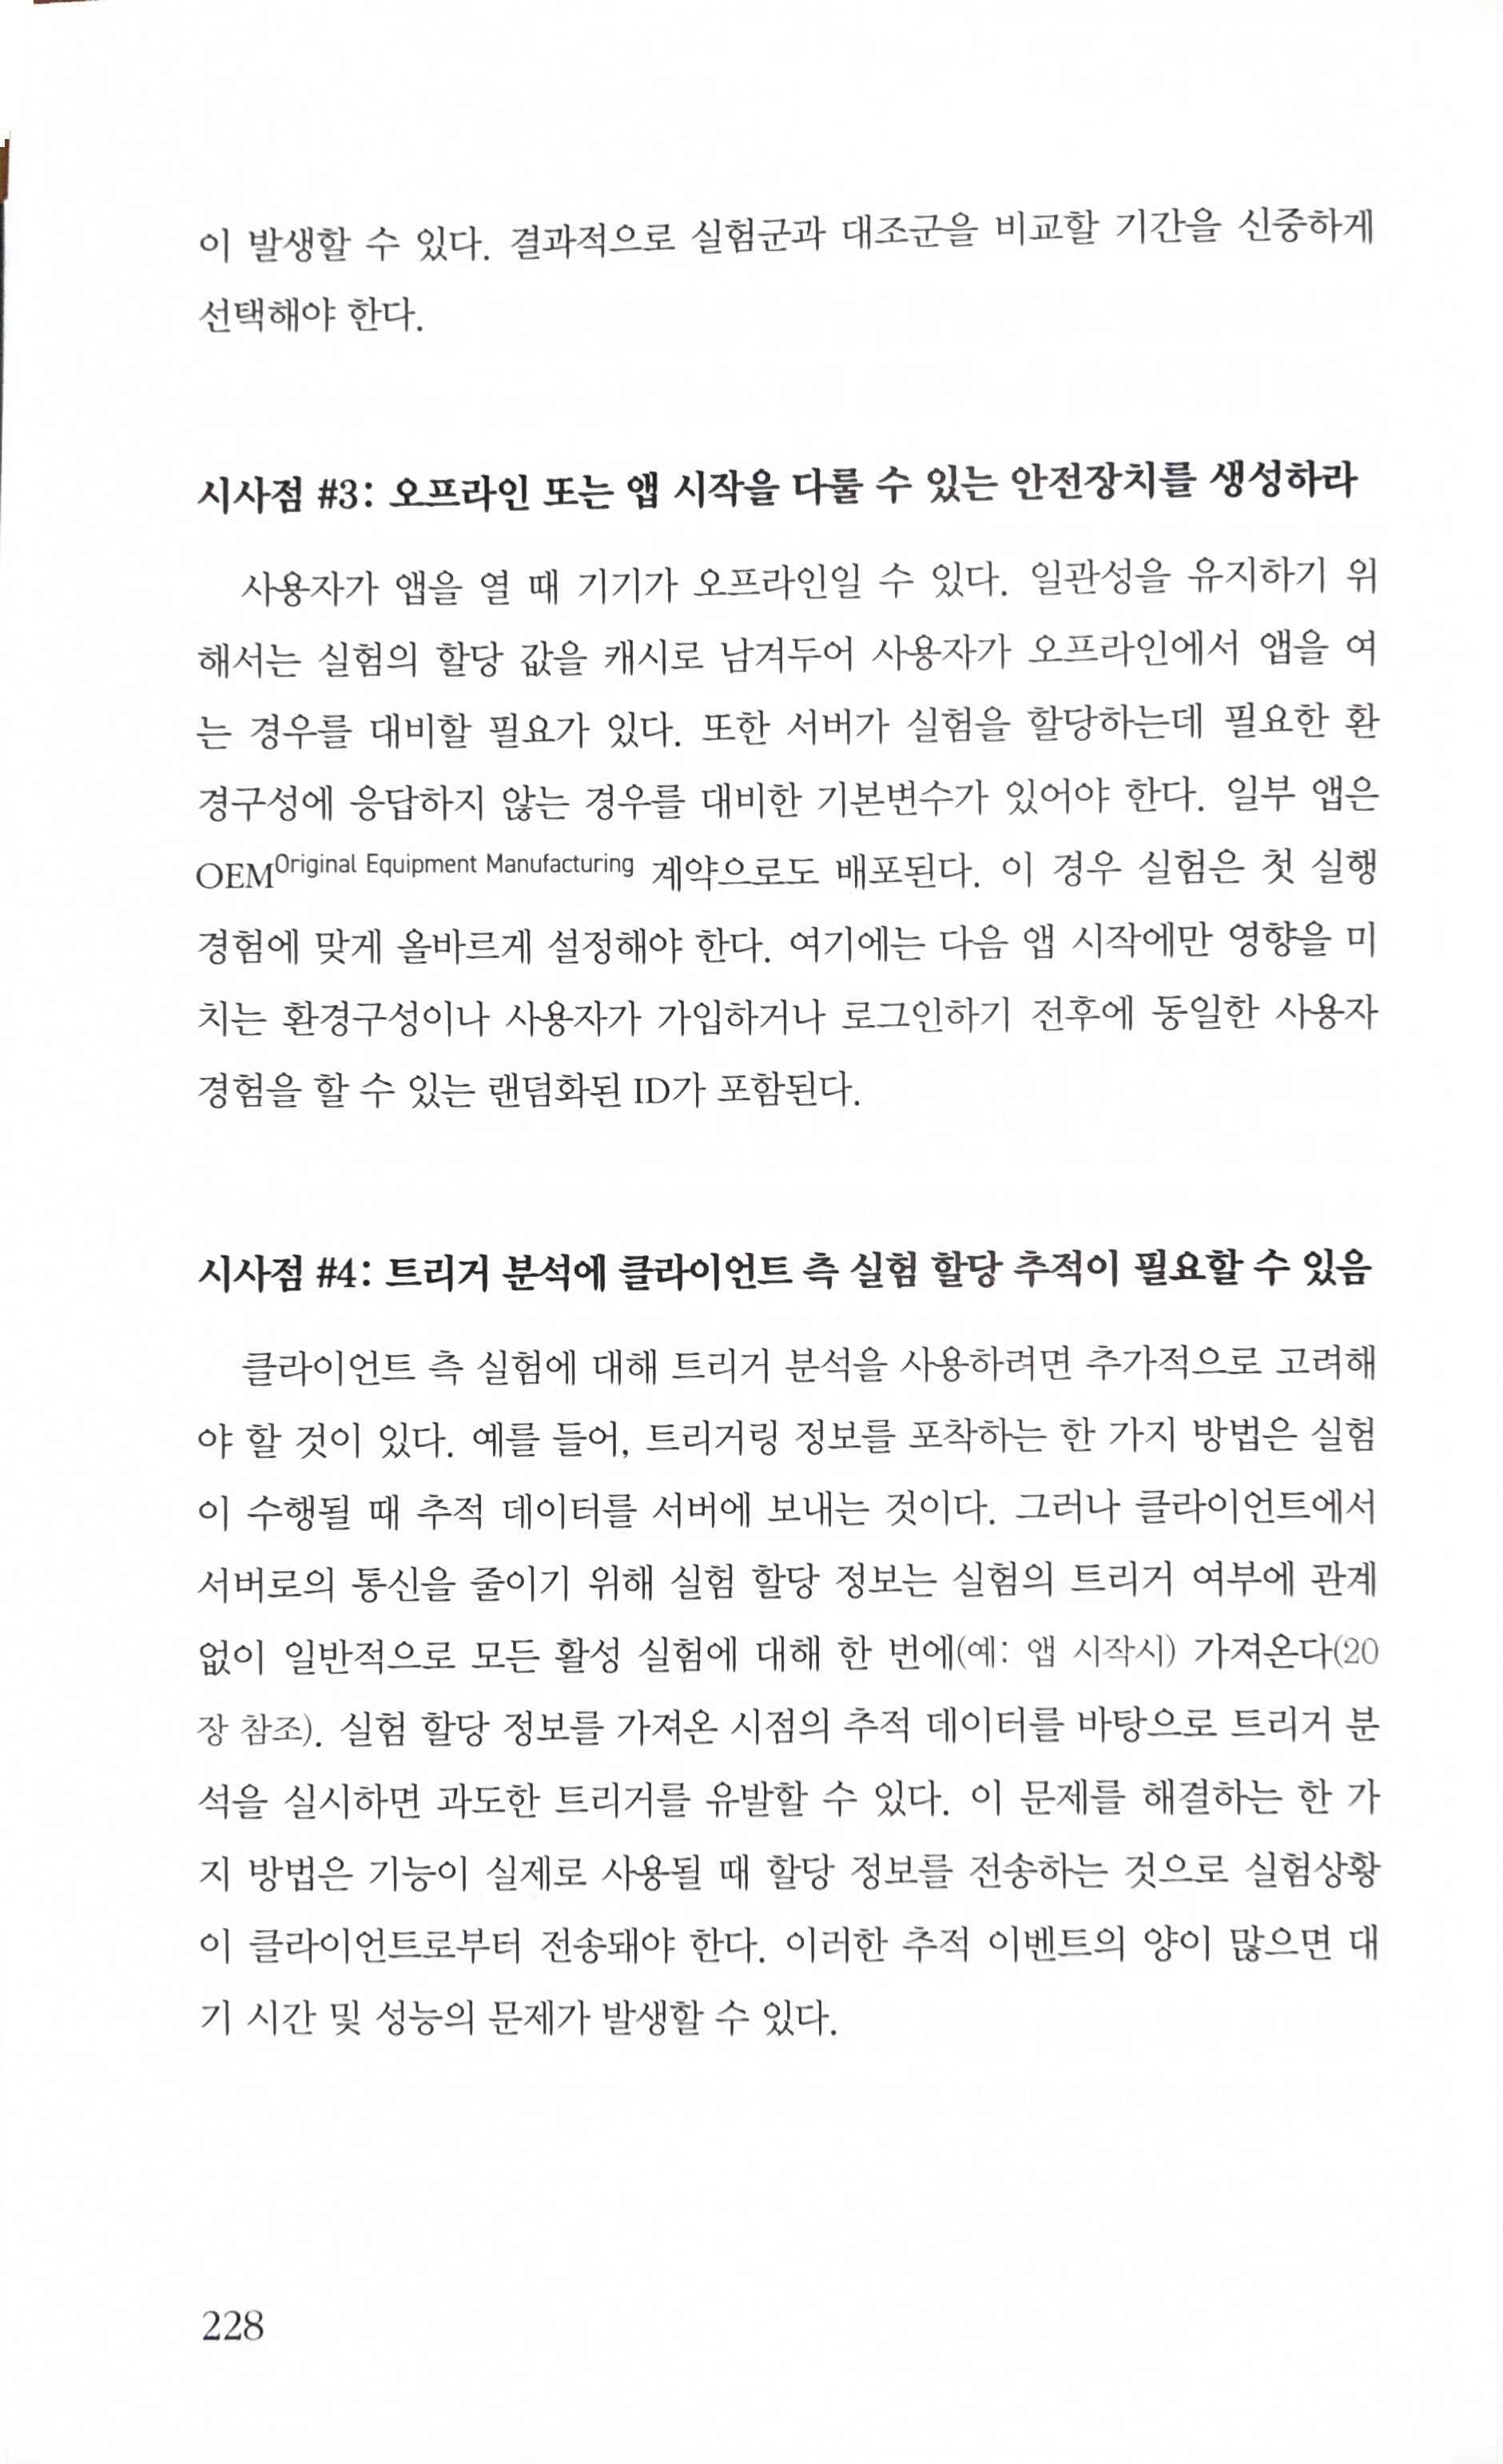 이 발생할 수 있다. 결과적으로 실험군과 대조군을 비교할 기간을 신중하게
선택해야 한다.
시사점 #3: 오프라인 또는 앱 시작을 다룰 수 있는 안전장치를 생성하라
사용자가 앱을 열 때 기기가 오프라인일 수 있다. 일관성을 유지하기 위
해서는 실험의 할당 값을 캐시로 남겨두어 사용자가 오프라인에서 앱을 여
는 경우를 대비할 필요가 있다. 또한 서버가 실험을 할당하는데 필요한 환
경구성에 응답하지 않는 경우를 대비한 기본변수가 있어야 한다. 일부 앱은
OEM Original Equipment Manufacturing 계약으로도 배포된다. 이 경우 실험은 첫 실행
경험에 맞게 올바르게 설정해야 한다. 여기에는 다음 앱 시작에만 영향을 미
치는 환경구성이나 사용자가 가입하거나 로그인하기 전후에 동일한 사용자
경험을 할 수 있는 랜덤화된 ID가 포함된다.
시사점 #4: 트리거 분석에 클라이언트 측 실험 할당 추적이 필요할 수 있음
클라이언트 측 실험에 대해 트리거 분석을 사용하려면 추가적으로 고려해
야 할 것이 있다. 예를 들어, 트리거링 정보를 포착하는 한 가지 방법은 실험
이 수행될 때 추적 데이터를 서버에 보내는 것이다. 그러나 클라이언트에서
서버로의 통신을 줄이기 위해 실험 할당 정보는 실험의 트리거 여부에 관계
없이 일반적으로 모든 활성 실험에 대해 한 번에(예: 앱 시작시) 가져온다(20
장 참조). 실험 할당 정보를 가져온 시점의 추적 데이터를 바탕으로 트리거 분
석을 실시하면 과도한 트리거를 유발할 수 있다. 이 문제를 해결하는 한 가
지 방법은 기능이 실제로 사용될 때 할당 정보를 전송하는 것으로 실험상황
이 클라이언트로부터 전송돼야 한다. 이러한 추적 이벤트의 양이 많으면 대
기 시간 및 성능의 문제가 발생할 수 있다.
228